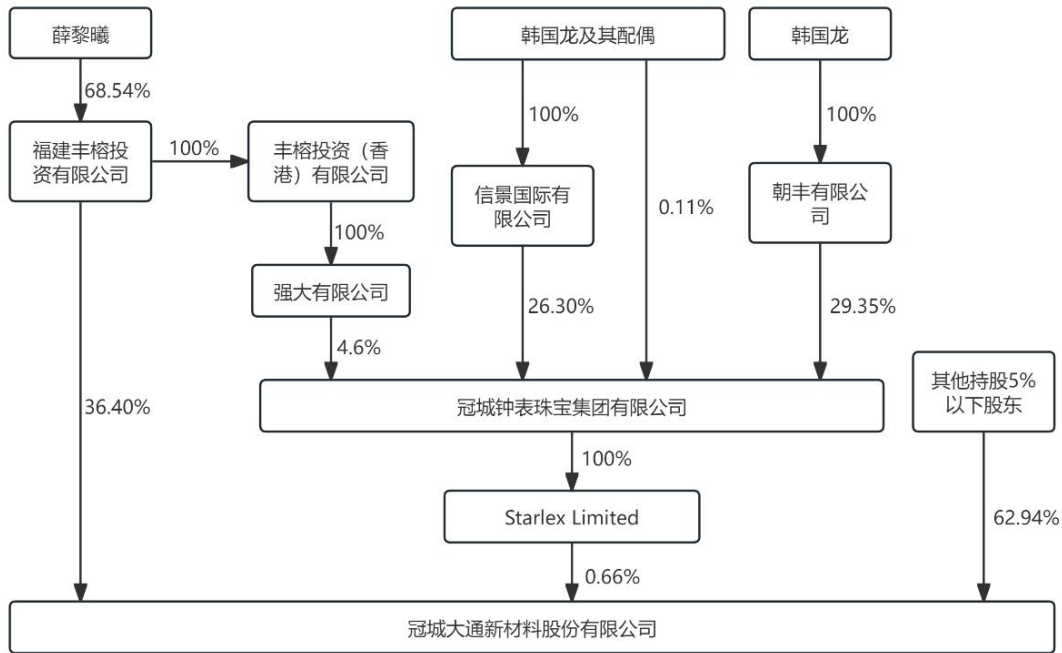 薛黎曦
韩国龙及其配偶
韩国龙
68.54%
100%
100%
福建丰榕投
资有限公司
100%
丰榕投资（香
港）有限公司
信景国际有
限公司
0.11%
朝丰有限公
司
100%
强大有限公司
26.30%
29.35%
4.6%
36.40%
冠城钟表珠宝集团有限公司
其他持股5%
以下股东
100%
Starlex Limited
62.94%
0.66%
冠城大通新材料股份有限公司